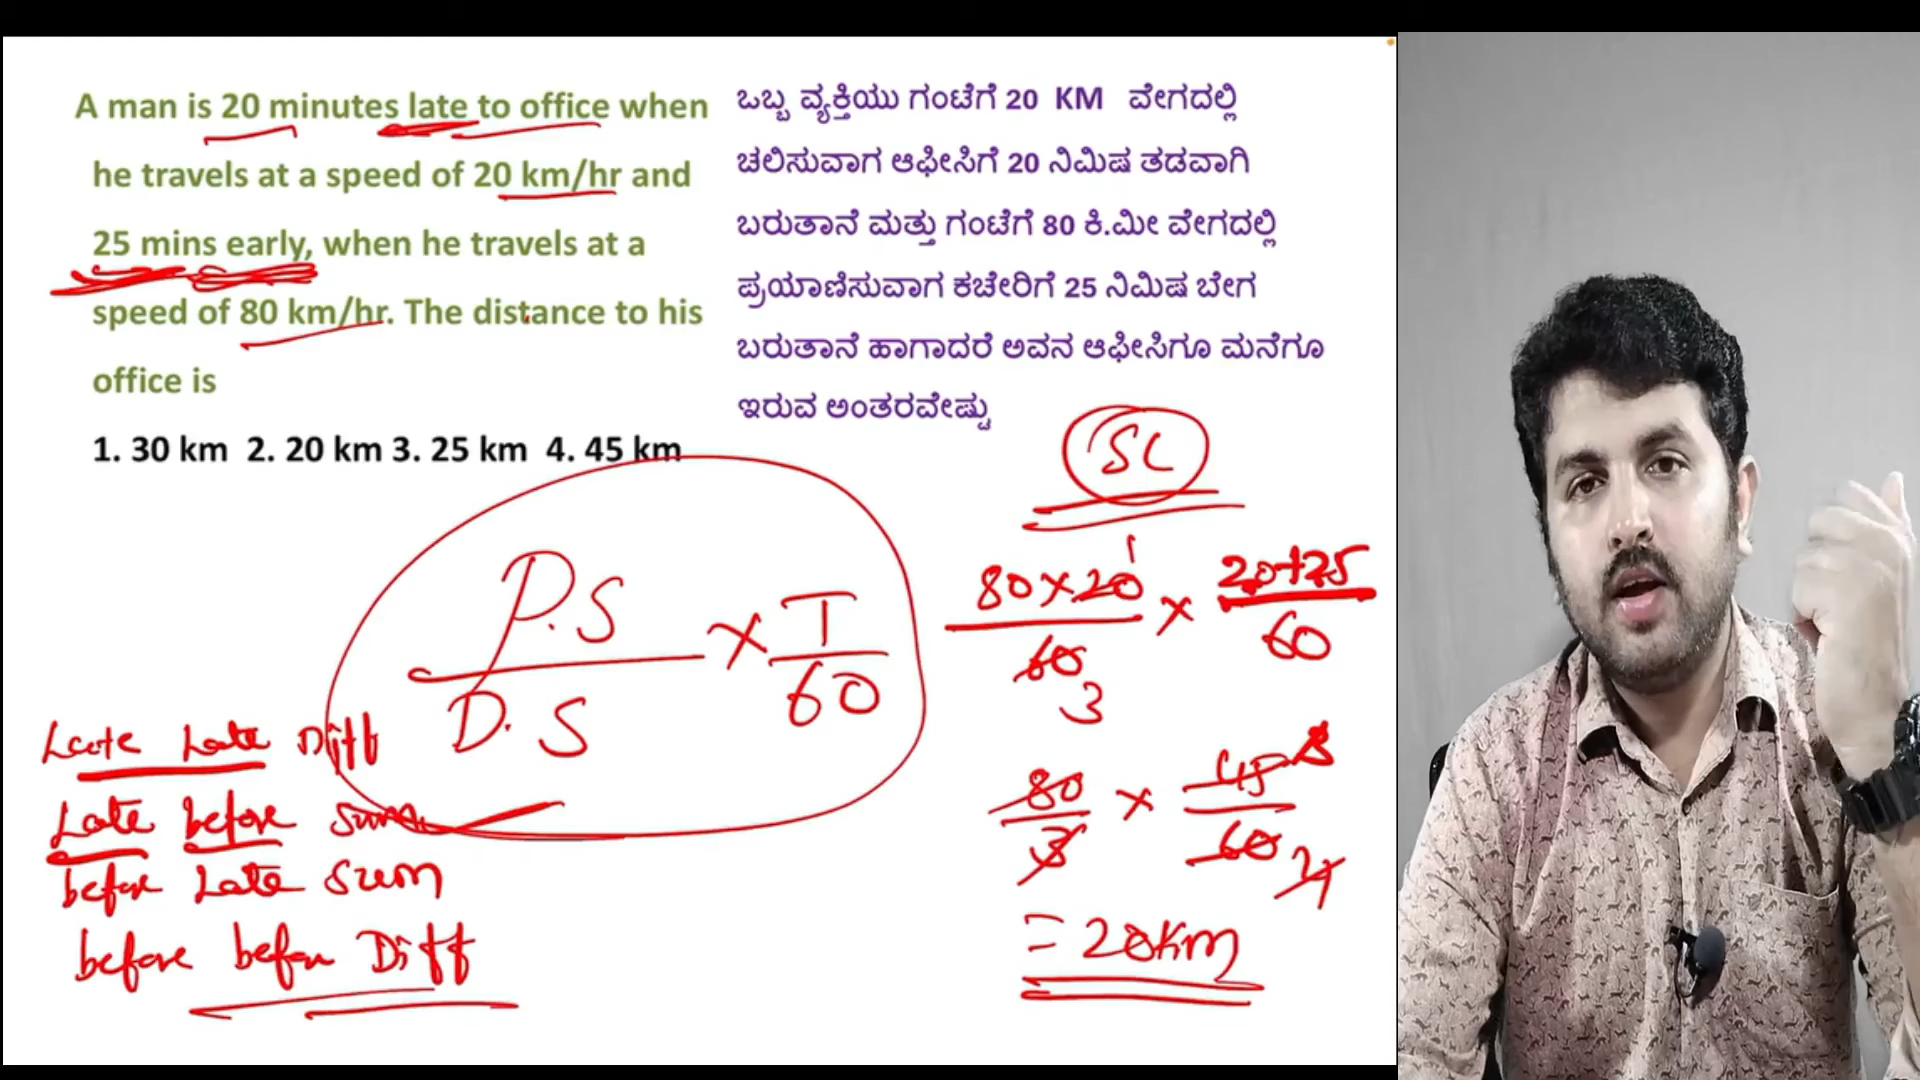 A man is 20 minutes late to office when
he travels at a speed of 20 km/hr and
25 mins early, when he travels at a
speed of 80 km/hr. The distance to his
office is
1. 30 km 2. 20 km 3. 25 km 4. 45 km
ಒಬ್ಬ ವ್ಯಕ್ತಿಯು ಗಂಟೆಗೆ 20 KM ವೇಗದಲ್ಲಿ
ಚಲಿಸುವಾಗ ಆಫೀಸಿಗೆ 20 ನಿಮಿಷ ತಡವಾಗಿ
ಬರುತಾನೆ ಮತ್ತು ಗಂಟೆಗೆ 80 ಕಿ.ಮೀ ವೇಗದಲ್ಲಿ
ಪ್ರಯಾಣಿಸುವಾಗ ಕಚೇರಿಗೆ 25 ನಿಮಿಷ ಬೇಗ
ಬರುತಾನೆ ಹಾಗಾದರೆ ಅವನ ಆಫೀಸಿಗೂ ಮನೆಗೂ
ಇರುವ ಅಂತರವೇಷ್ಟು
P.S
D.S
× T
60
Late Late Diff
Late before sum
before Late sum
before before Diff
80 × 20 1
60
3
× 20+25
60
80
3
× 45
60
= 20km